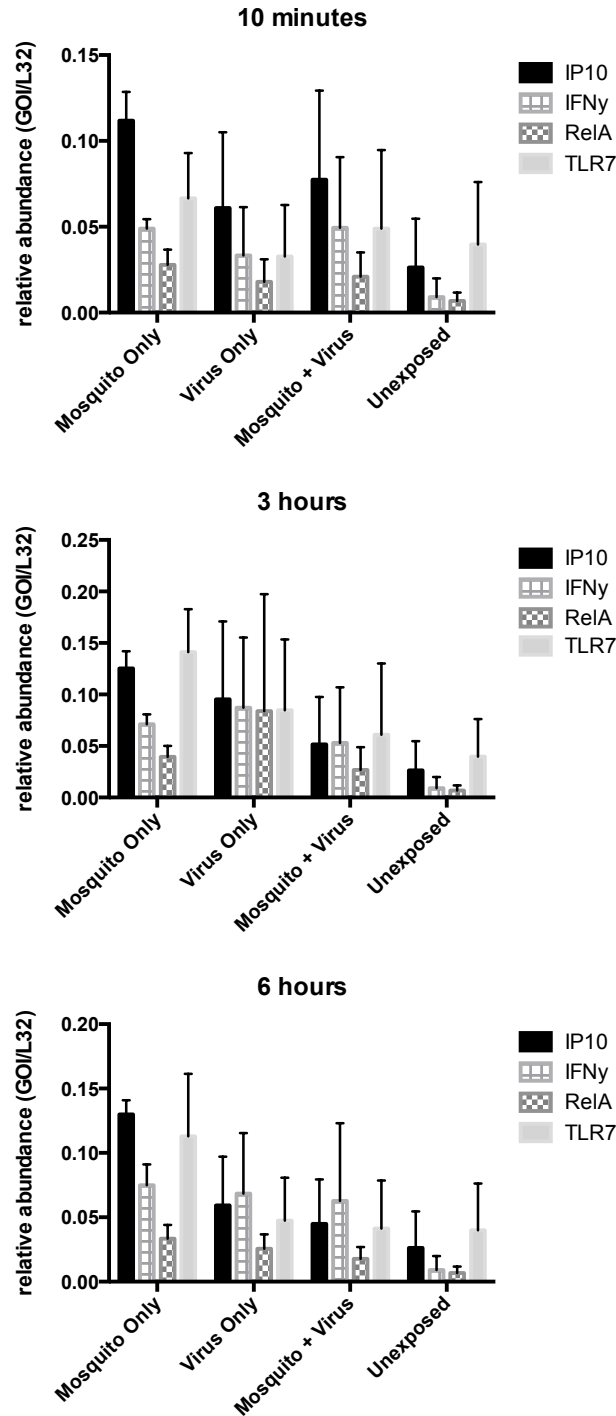 10 minutes
relative abundance (GOI/L32)
0.15
0.10
0.05
0.00
IP10
IFNy
RelA
TLR7
Mosquito Only
Virus Only
Mosquito + Virus
Unexposed
3 hours
relative abundance (GOI/L32)
0.25
0.20
0.15
0.10
0.05
0.00
IP10
IFNy
RelA
TLR7
Mosquito Only
Virus Only
Mosquito + Virus
Unexposed
6 hours
relative abundance (GOI/L32)
0.20
0.15
0.10
0.05
0.00
IP10
IFNy
RelA
TLR7
Mosquito Only
Virus Only
Mosquito + Virus
Unexposed